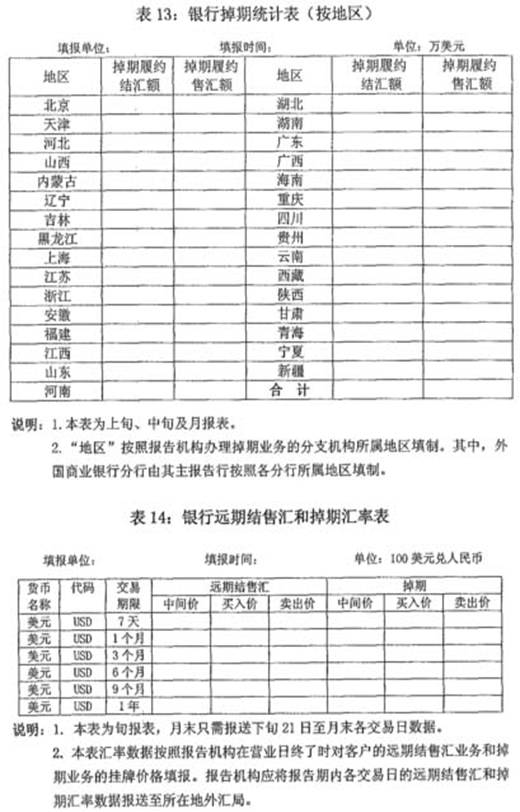 表13：银行掉期统计表（按地区）
填报单位： 填报时间： 单位：万美元
地区 掉期履约结汇额 掉期履约售汇额 地区 掉期履约结汇额 掉期履约售汇额
北京 湖北
天津 湖南
河北 广东
山西 广西
内蒙古 海南
辽宁 重庆
吉林 四川
黑龙江 贵州
上海 云南
江苏 西藏
浙江 陕西
安徽 甘肃
福建 青海
江西 宁夏
山东 新疆
河南 合 计
说明：1.本表为上旬、中旬及月报表。
2.“地区”按照报告机构办理掉期业务的分支机构所属地区填制。其中，外
国商业银行分行由其主报告行按照各分行所属地区填制。
表14：银行远期结售汇和掉期汇率表
填报单位： 填报时间： 单位：100美元兑人民币
货币名称 代码 交易期限 远期结售汇 掉期
中间价 买入价 卖出价 中间价 买入价 卖出价
美元 USD 7天
美元 USD 1个月
美元 USD 3个月
美元 USD 6个月
美元 USD 9个月
美元 USD 1年
说明：1. 本表为旬报表，月末只需报送下旬21日至月末各交易日数据。
2. 本表汇率数据按照报告机构在营业日终了时对客户的远期结售汇业务和掉
期业务的挂牌价格填报。报告机构应将报告期内各交易日的远期结售汇和掉
期汇率数据报送至所在地外汇局。